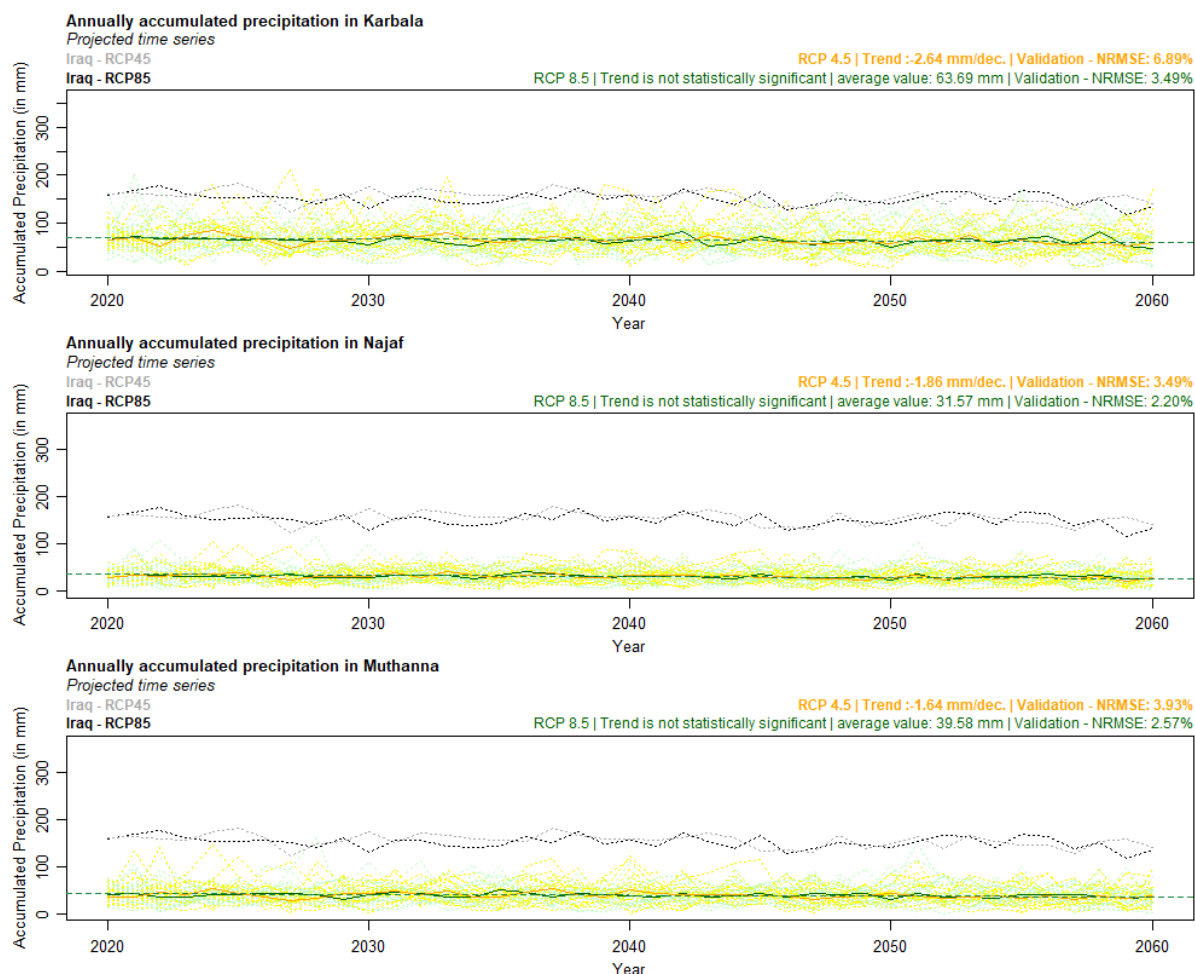 Annually accumulated precipitation in Karbala
Projected time series
Iraq - RCP45
RCP 4.5 | Trend :-2.64 mm/dec. | Validation - NRMSE: 6.89%
Iraq - RCP85
RCP 8.5 | Trend is not statistically significant | average value: 63.69 mm | Validation - NRMSE: 3.49%
Accumulated Precipitation (in mm)
300
200
100
0
2020 2030 2040 2050 2060
Year
Annually accumulated precipitation in Najaf
Projected time series
Iraq - RCP45
RCP 4.5 | Trend :-1.86 mm/dec. | Validation - NRMSE: 3.49%
Iraq - RCP85
RCP 8.5 | Trend is not statistically significant | average value: 31.57 mm | Validation - NRMSE: 2.20%
Accumulated Precipitation (in mm)
300
200
100
0
2020 2030 2040 2050 2060
Year
Annually accumulated precipitation in Muthanna
Projected time series
Iraq - RCP45
RCP 4.5 | Trend :-1.64 mm/dec. | Validation - NRMSE: 3.93%
Iraq - RCP85
RCP 8.5 | Trend is not statistically significant | average value: 39.58 mm | Validation - NRMSE: 2.57%
Accumulated Precipitation (in mm)
300
200
100
0
2020 2030 2040 2050 2060
Year